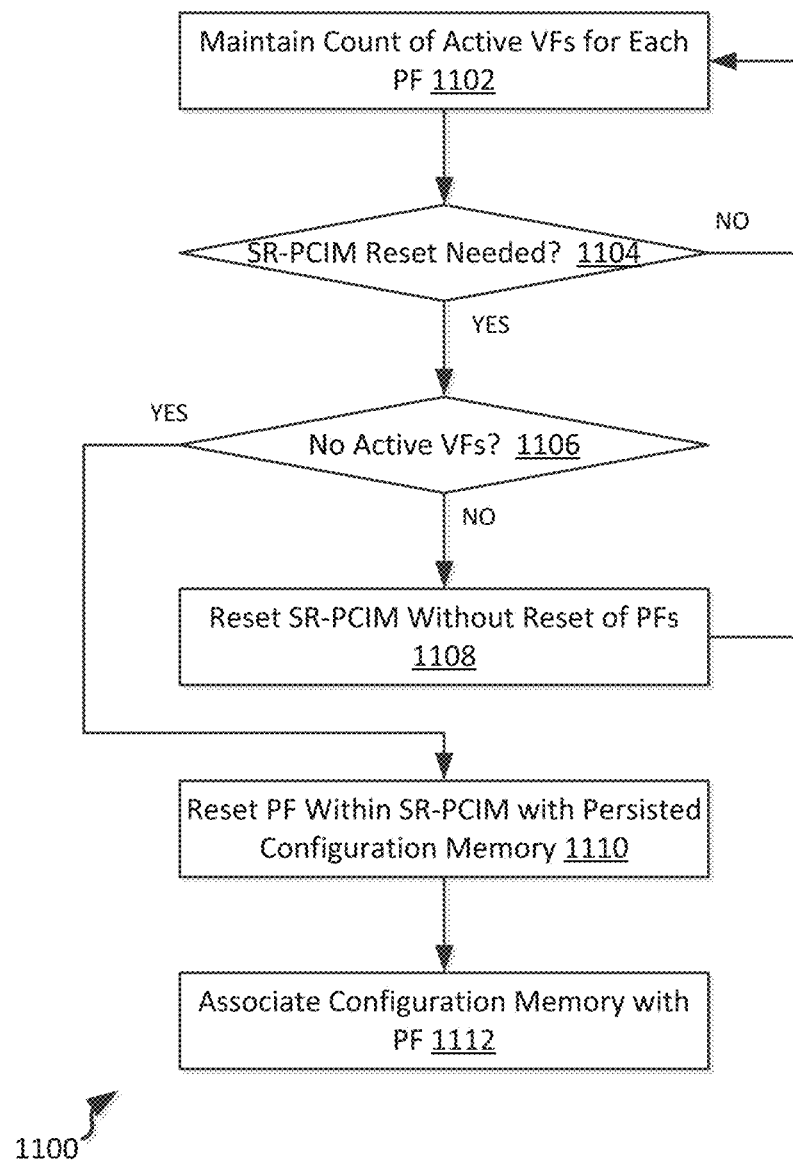 Maintain Count of Active VFs for Each
PF 1102
NO
SR-PCIM Reset Needed? 1104
YES
YES
No Active VFs? 1106
NO
Reset SR-PCIM Without Reset of PFs
1108
Reset PF Within SR-PCIM with Persisted
Configuration Memory 1110
Associate Configuration Memory with
PF 1112
1100